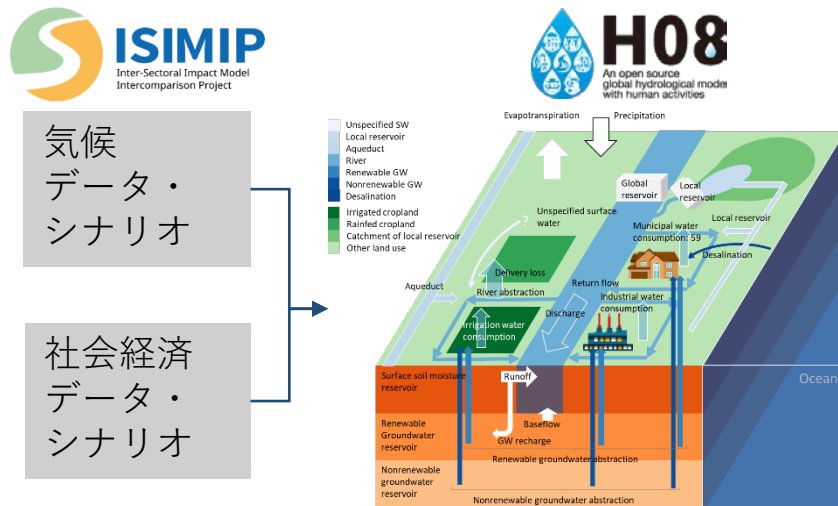 ISIMIP
Inter-Sectoral Impact Model
Intercomparison Project
H08
An open source
global hydrological mode
with human activities
気候
データ・
シナリオ
社会経済
データ・
シナリオ
Unspecified SW
Local reservoir
Aqueduct
River
Renewable GW
Nonrenewable GW
Desalination
Irrigated cropland
Rainfed cropland
Catchment of local reservoir
Other land use
Evapotranspiration
Precipitation
Global
reservoir
Local
reservoir
Unspecified surface
water
?
Municipal water
consumption: 59
Local reservoir
Desalination
Delivery loss
Return flow
Aqueduct
River abstraction
Industrial water
consumption
Discharge
Irrigation water
consumption
Surface soil moisture
reservoir
Runoff
Ocean
Renewable
Groundwater
reservoir
Baseflow
GW recharge
Renewable groundwater abstraction
Nonrenewable
groundwater
reservoir
Nonrenewable groundwater abstraction